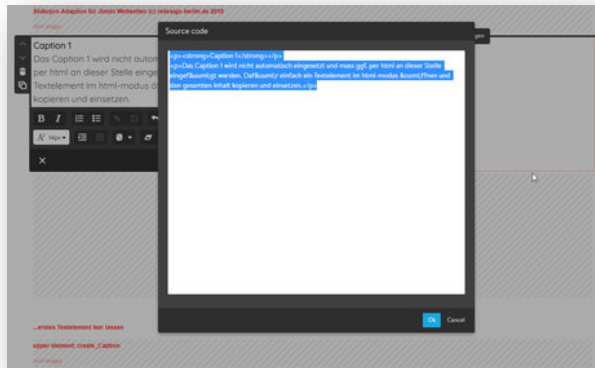 Sliderpro-Adaption für Jimdo Webseiten (c) redesign-berlin.de 2019
Source code
Caption 1
Das Caption 1 wird nicht autom
per html an dieser Stelle einge
Textelement im html-modus
kopieren und einsetzen.
<p><strong>Caption 1</strong></p>
<p>Das Caption 1 wird nicht automatisch eingesetzt und muss ggf. per html an dieser Stelle
eingef&uuml;gt werden. Daf&uuml;r einfach ein Textelement im html-modus &ouml;ffnen und
den gesamten Inhalt kopieren und einsetzen.</p>
B I
Ok Cancel
...erstes Textelement leer lassen
upper element: create_Caption